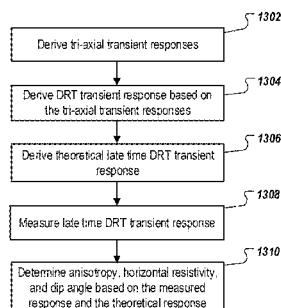 1302
Derive tri-axial transient responses
1304
Derive DRT transient response based on
the tri-axial transient responses
1306
Derive theoretical late time DRT transient
response
1308
Measure late time DRT transient response
1310
Determine anisotropy, horizontal resistivity,
and dip angle based on the measured
response and the theoretical response